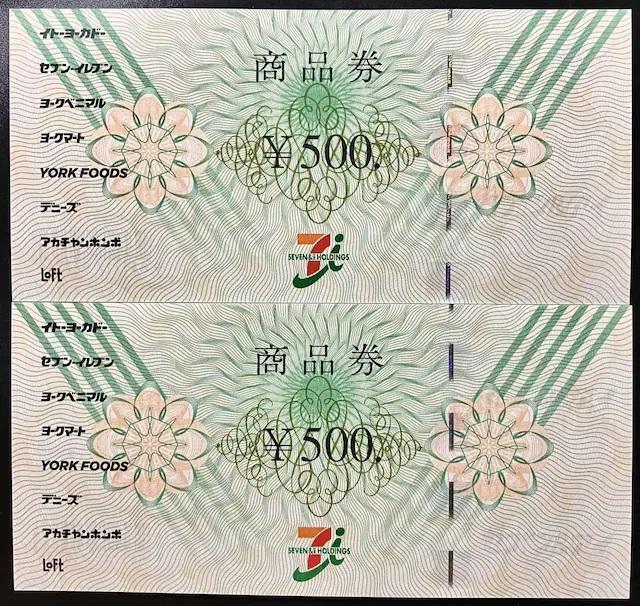 イトーヨーカドー
セブン-イレブン
ヨークベニマル
ヨークマート
YORK FOODS
デニーズ
アカチャンホンポ
LOFT
商品券
¥500,
SEVEN & i HOLDINGS
イトーヨーカドー
セブン-イレブン
ヨークベニマル
ヨークマート
YORK FOODS
デニーズ
アカチャンホンポ
LOFT
商品券
¥500,
SEVEN & i HOLDINGS